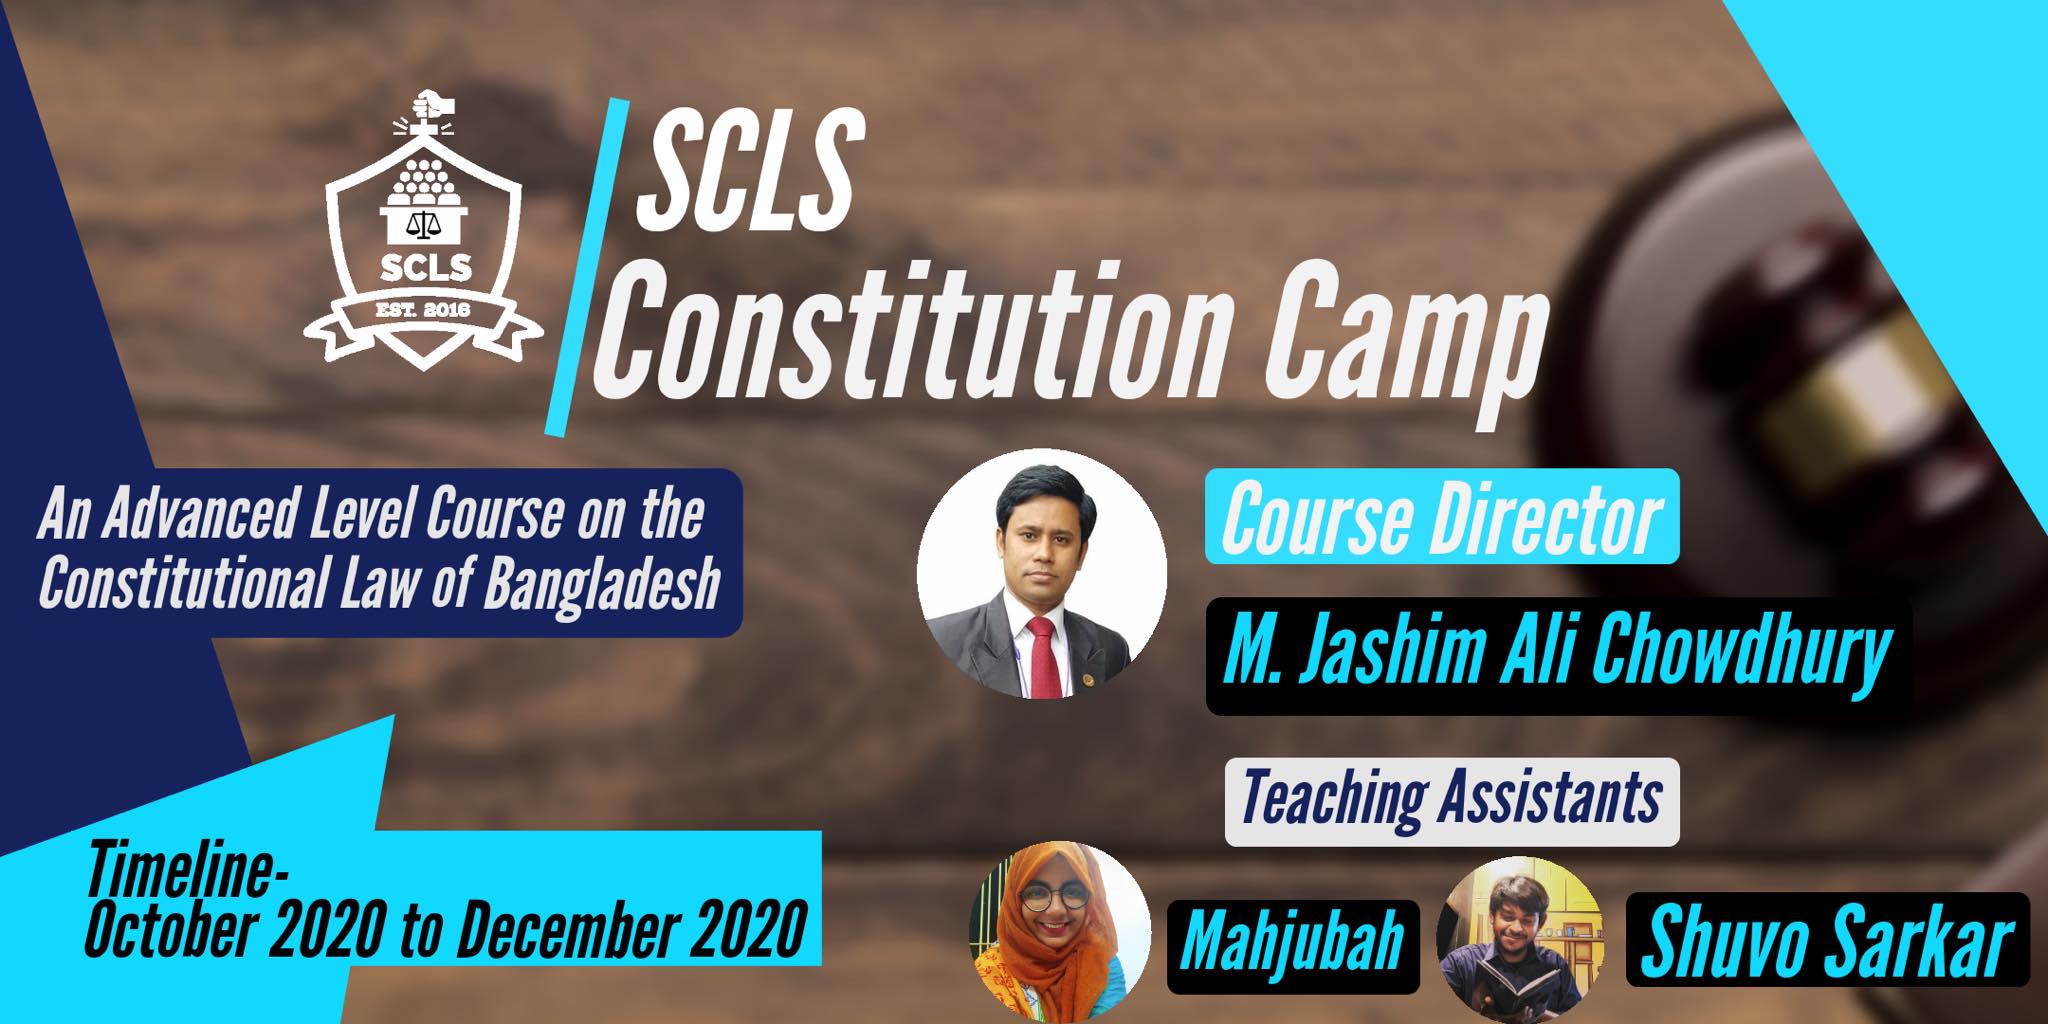 SCLS
EST. 2016
SCLS
Constitution Camp
An Advanced Level Course on the
Constitutional Law of Bangladesh
Course Director
M. Jashim Ali Chowdhury
Teaching Assistants
Mahjubah
Shuvo Sarkar
Timeline-
October 2020 to December 2020